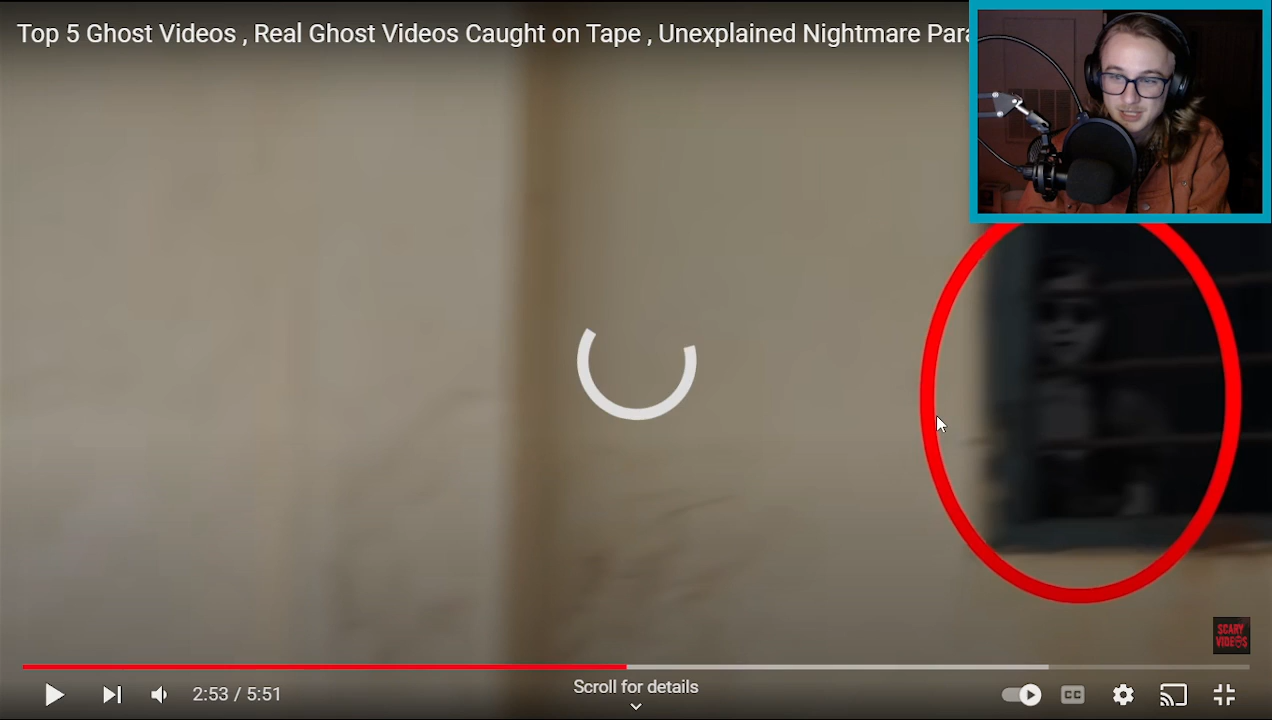 Top 5 Ghost Videos , Real Ghost Videos Caught on Tape , Unexplained Nightmare Para
SCARY
VIDEOS
2:53 / 5:51
Scroll for details
CC